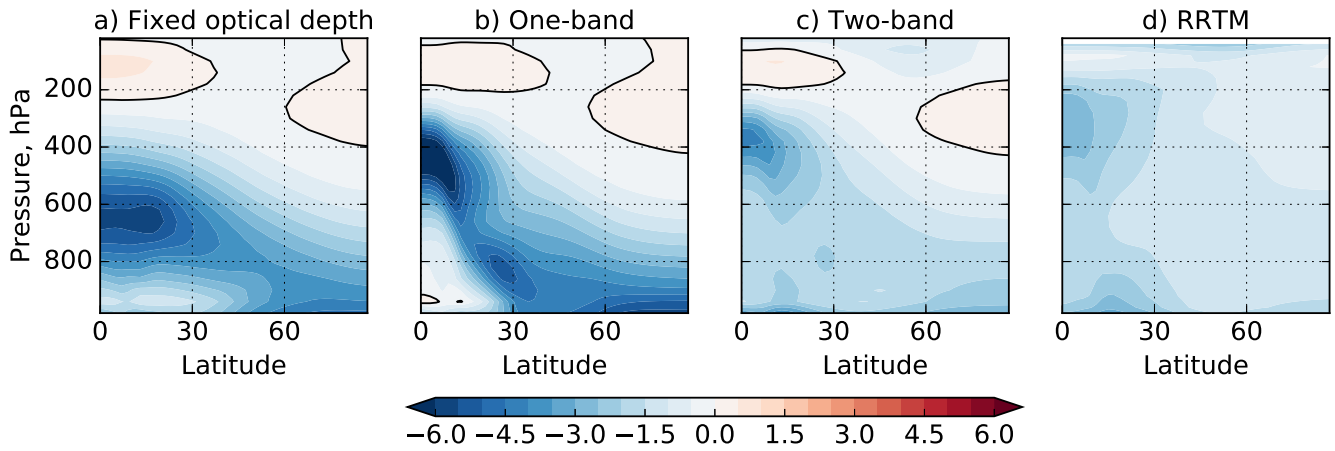 a) Fixed optical depth
b) One-band
c) Two-band
d) RRTM
Pressure, hPa
200
400
600
800
0 30 60
0 30 60
0 30 60
0 30 60
Latitude
Latitude
Latitude
Latitude
−6.0 −4.5 −3.0 −1.5 0.0 1.5 3.0 4.5 6.0